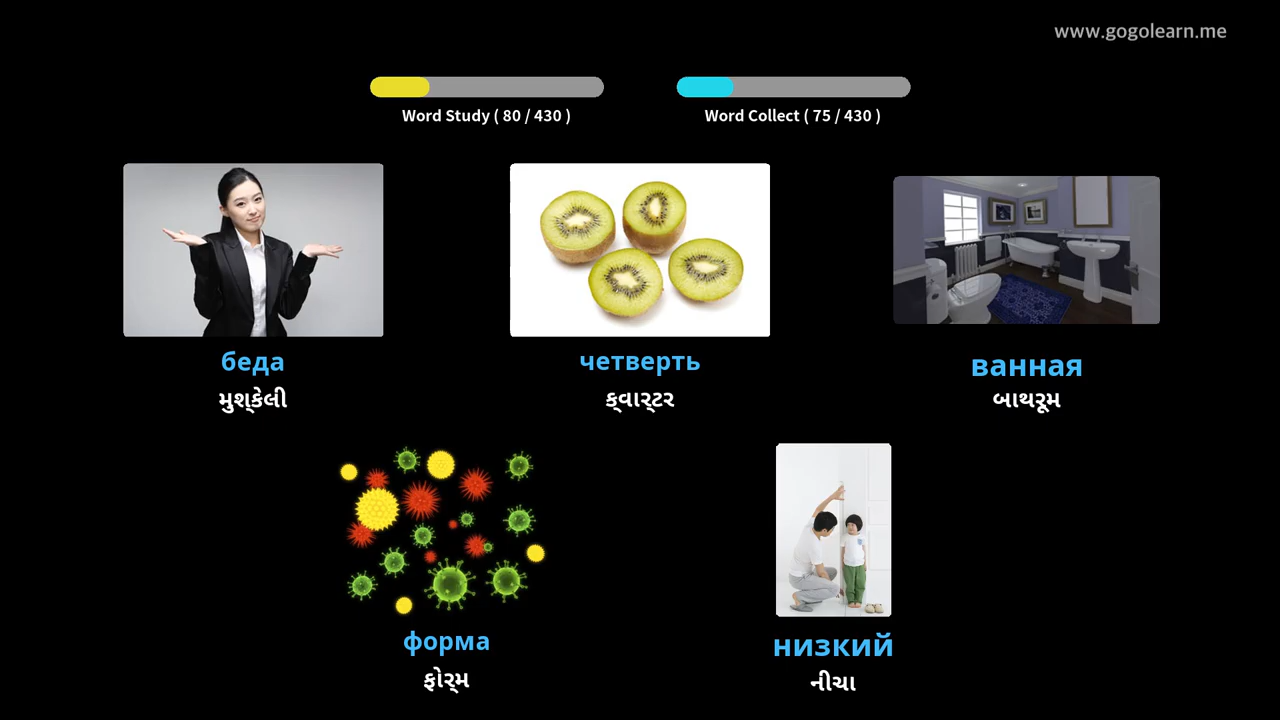 www.gogolearn.me
Word Study ( 80 / 430 )
Word Collect ( 75 / 430 )
беда
મુશ્કેલી
четверть
ક્વાર્ટર
ванная
બાથરૂમ
форма
ફોર્મ
низкий
નીચા